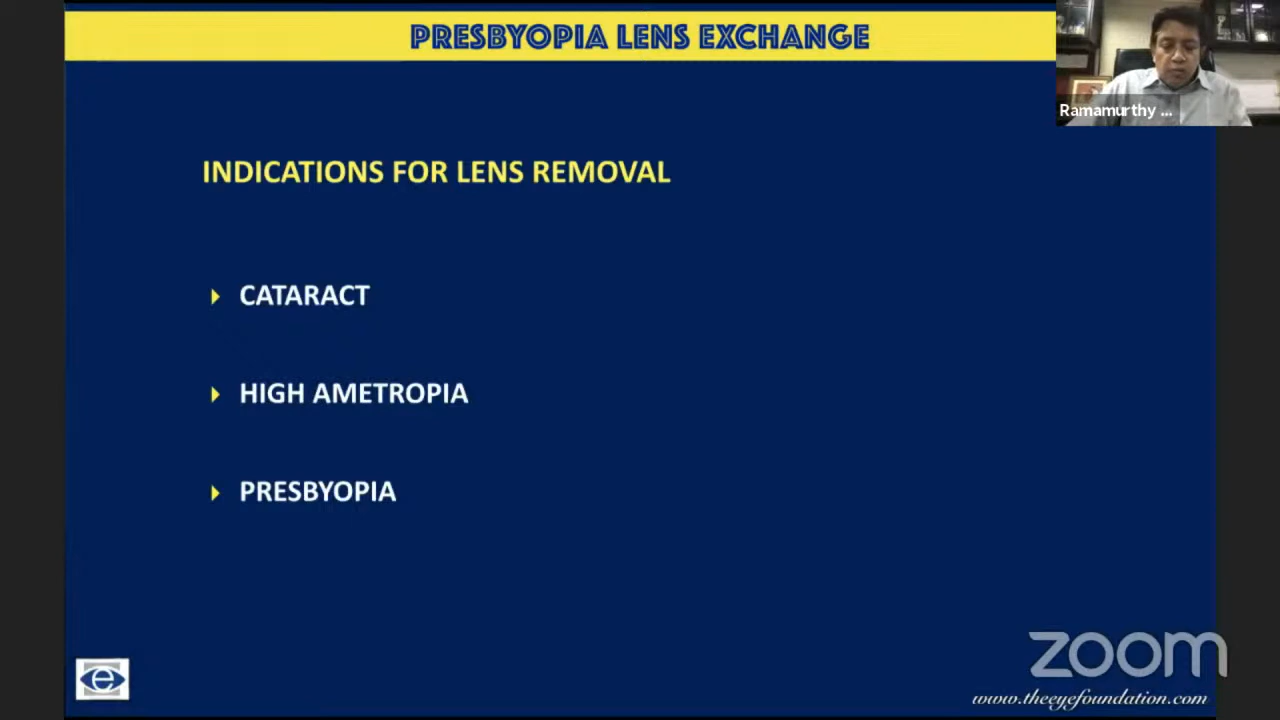 PRESBYOPIA LENS EXCHANGE
Ramamurthy ...
INDICATIONS FOR LENS REMOVAL
CATARACT
HIGH AMETROPIA
PRESBYOPIA
e
zoom
www.theeyefoundation.com